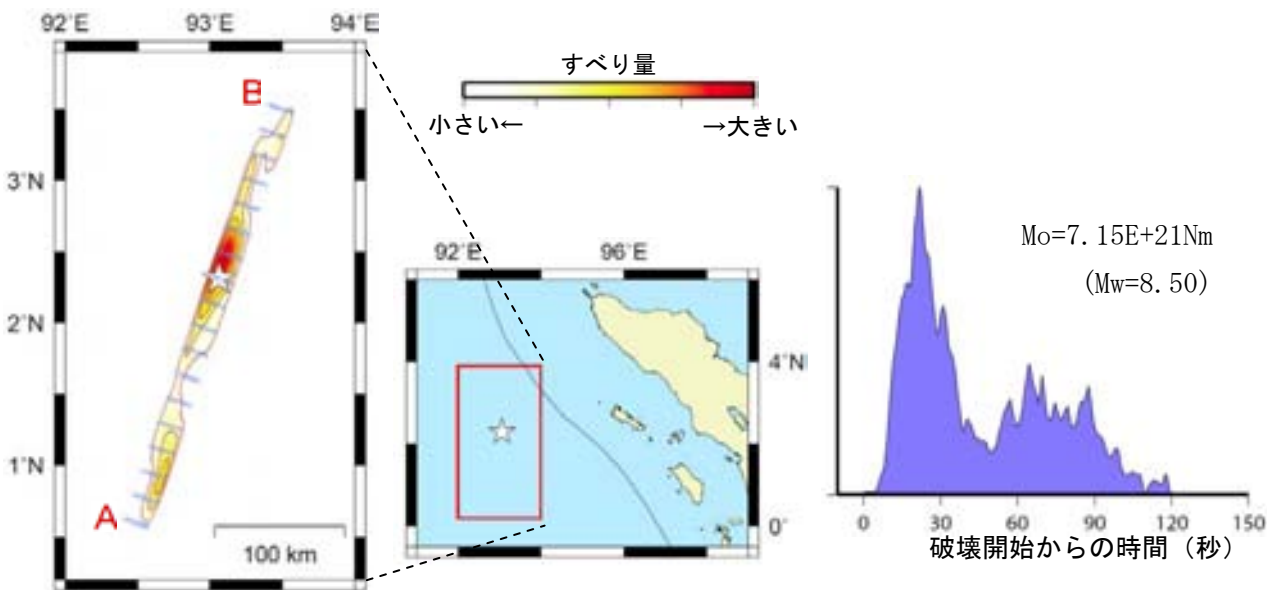 92°E 93°E 94°E
B
3°N
2°N
1°N
A
100 km
すべり量
小さい← →大きい
92°E 96°E
4°N
0°
Mo=7.15E+21Nm
(Mw=8.50)
0 30 60 90 120 150
破壊開始からの時間（秒）